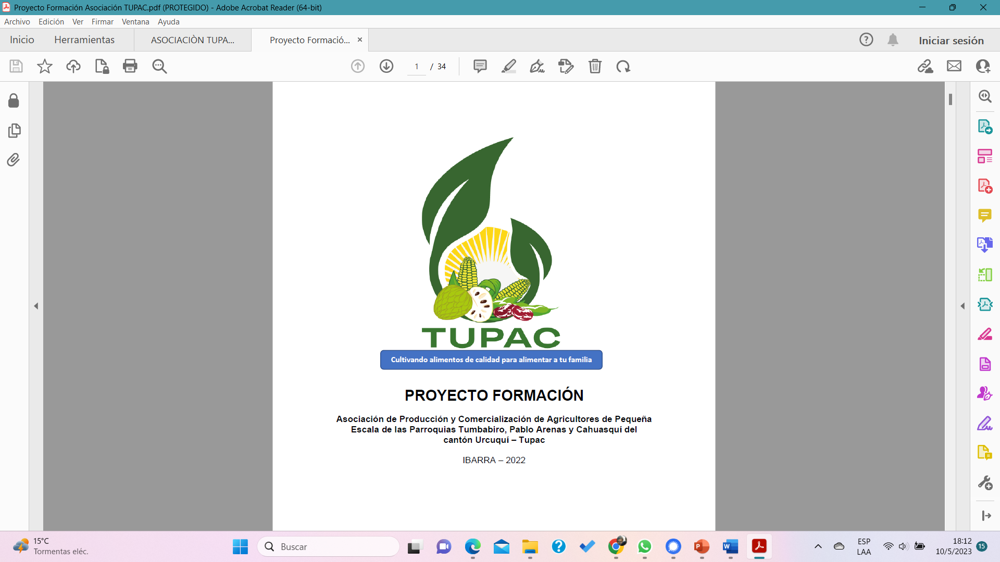 Proyecto Formación Asociación TUPAC.pdf (PROTEGIDO) - Adobe Acrobat Reader (64-bit)
Archivo Edición Ver Firmar Ventana Ayuda
Inicio Herramientas ASOCIACIÒN TUPA... Proyecto Formació... Iniciar sesión
1 / 34
TUPAC
Cultivando alimentos de calidad para alimentar a tu familia
PROYECTO FORMACIÓN
Asociación de Producción y Comercialización de Agricultores de Pequeña
Escala de las Parroquias Tumbabiro, Pablo Arenas y Cahuasquí del
cantón Urcuquí – Tupac
IBARRA – 2022
15°C
Tormentas eléc.
Buscar
ESP
LAA
18:12
10/5/2023
15